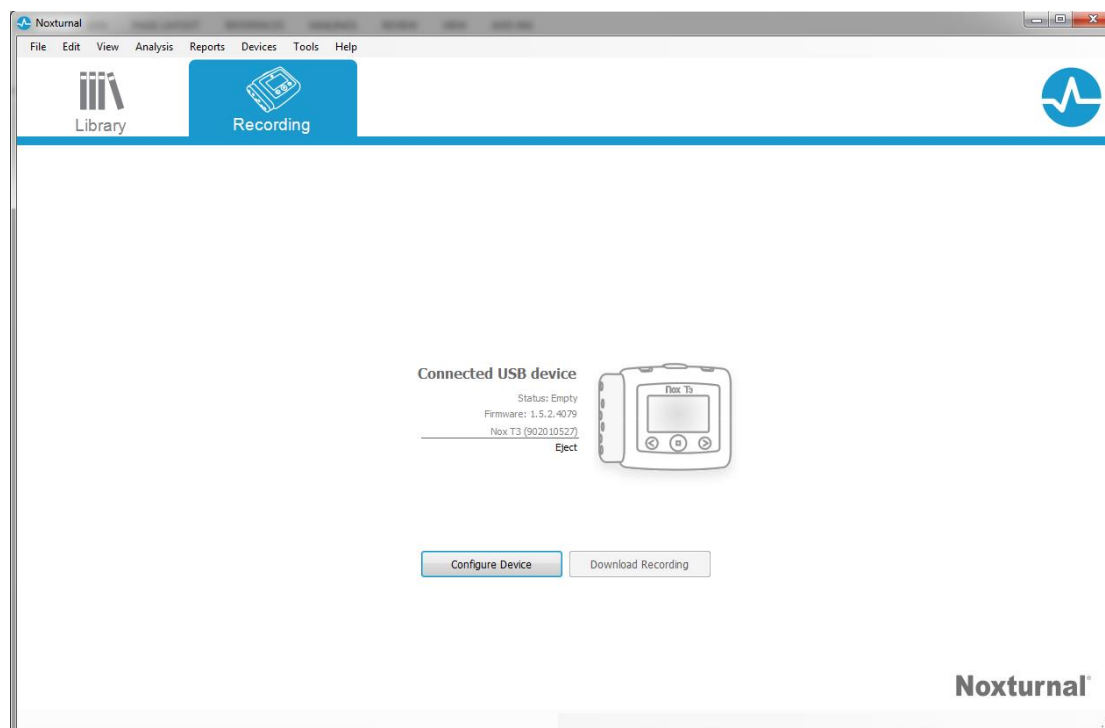 Noxturnal
File Edit View Analysis Reports Devices Tools Help
Library
Recording
Connected USB device
Status: Empty
Firmware: 1.5.2.4079
Nox T3 (902010527)
Eject
Nox T3
Configure Device
Download Recording
Noxturnal